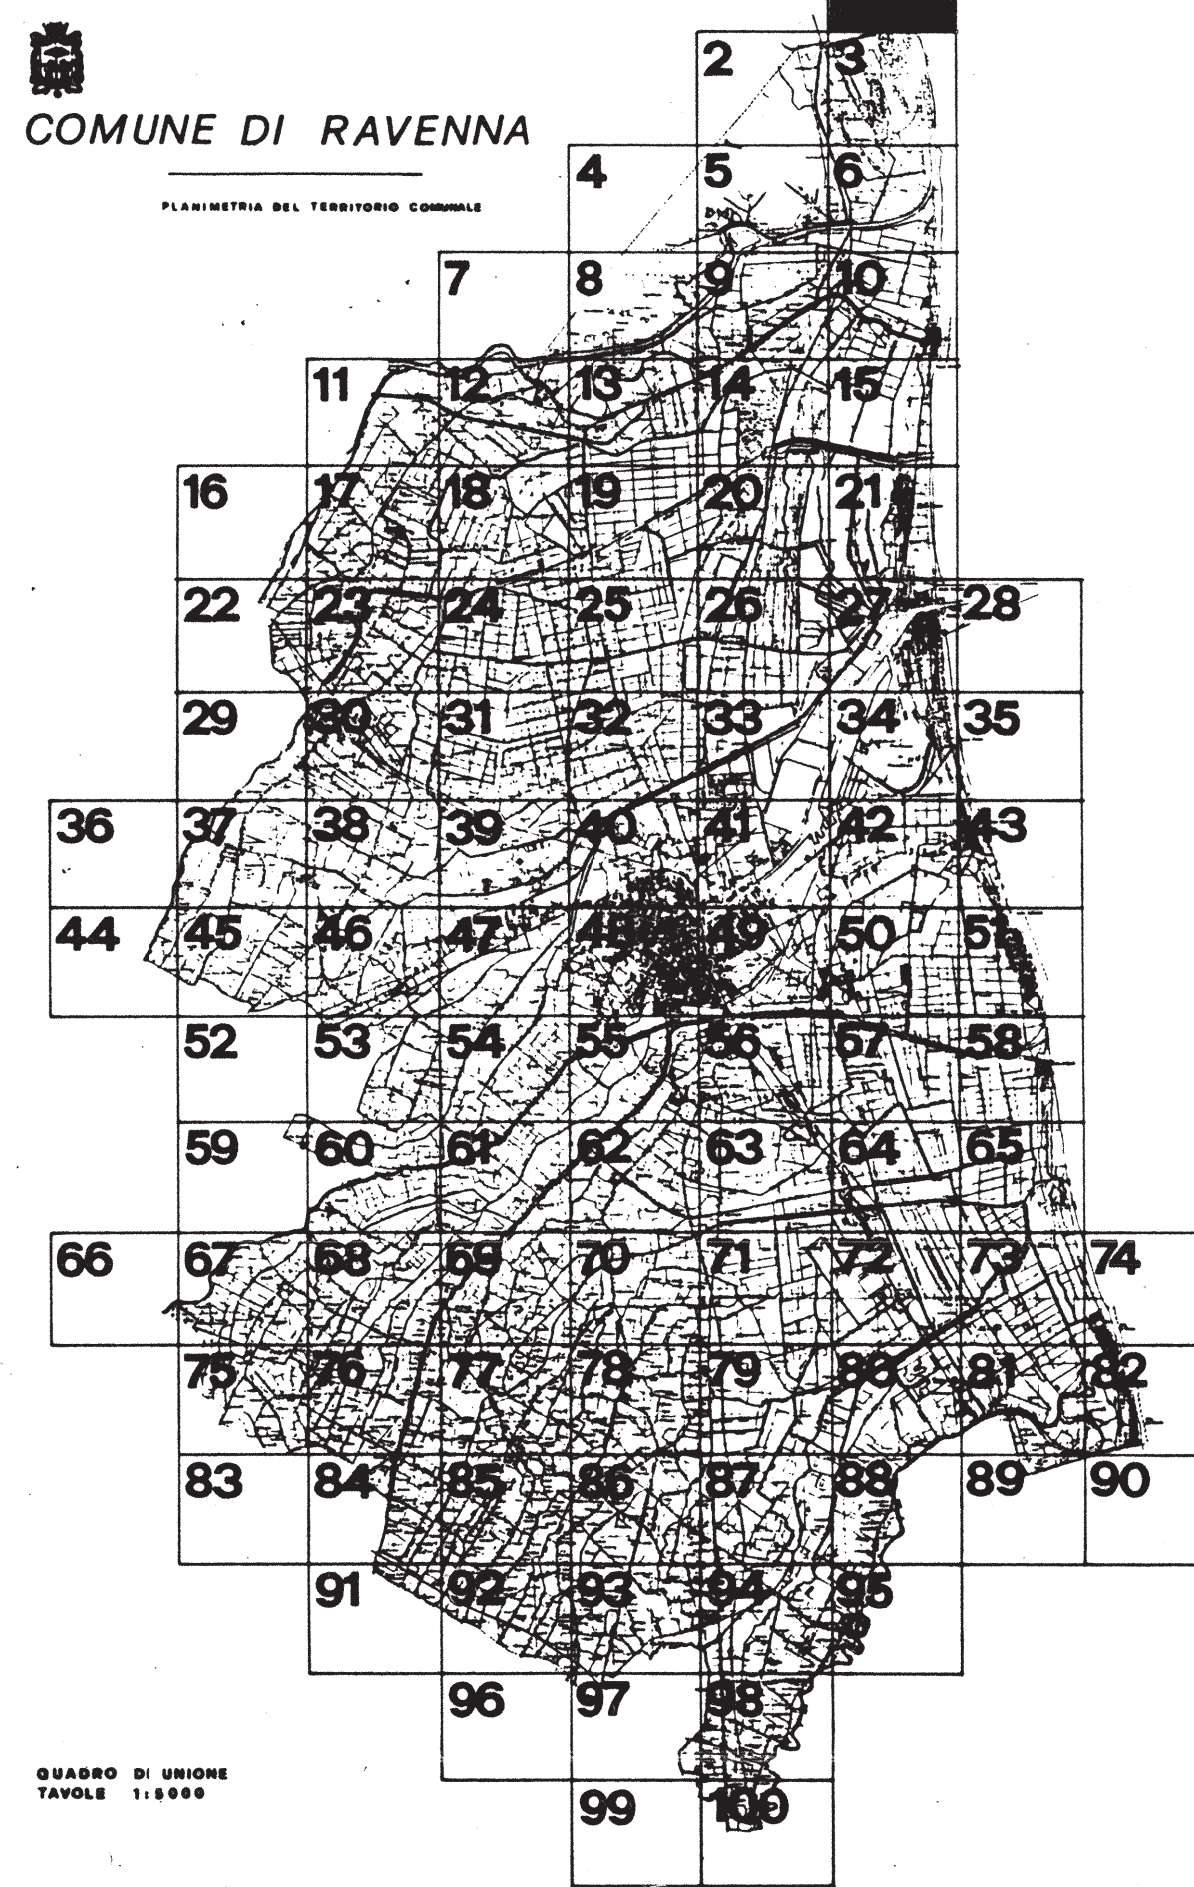 COMUNE DI RAVENNA
PLANIMETRIA DEL TERRITORIO COMUNALE
2 3
4 5 6
7 8 9 10
11 12 13 14 15
16 17 18 19 20 21
22 23 24 25 26 27 28
29 30 31 32 33 34 35
36 37 38 39 40 41 42 43
44 45 46 47 48 49 50 51
52 53 54 55 56 57 58
59 60 61 62 63 64 65
66 67 68 69 70 71 72 73 74
75 76 77 78 79 80 81 82
83 84 85 86 87 88 89 90
91 92 93 94 95
96 97 98
99 100
QUADRO DI UNIONE
TAVOLE 1:5000